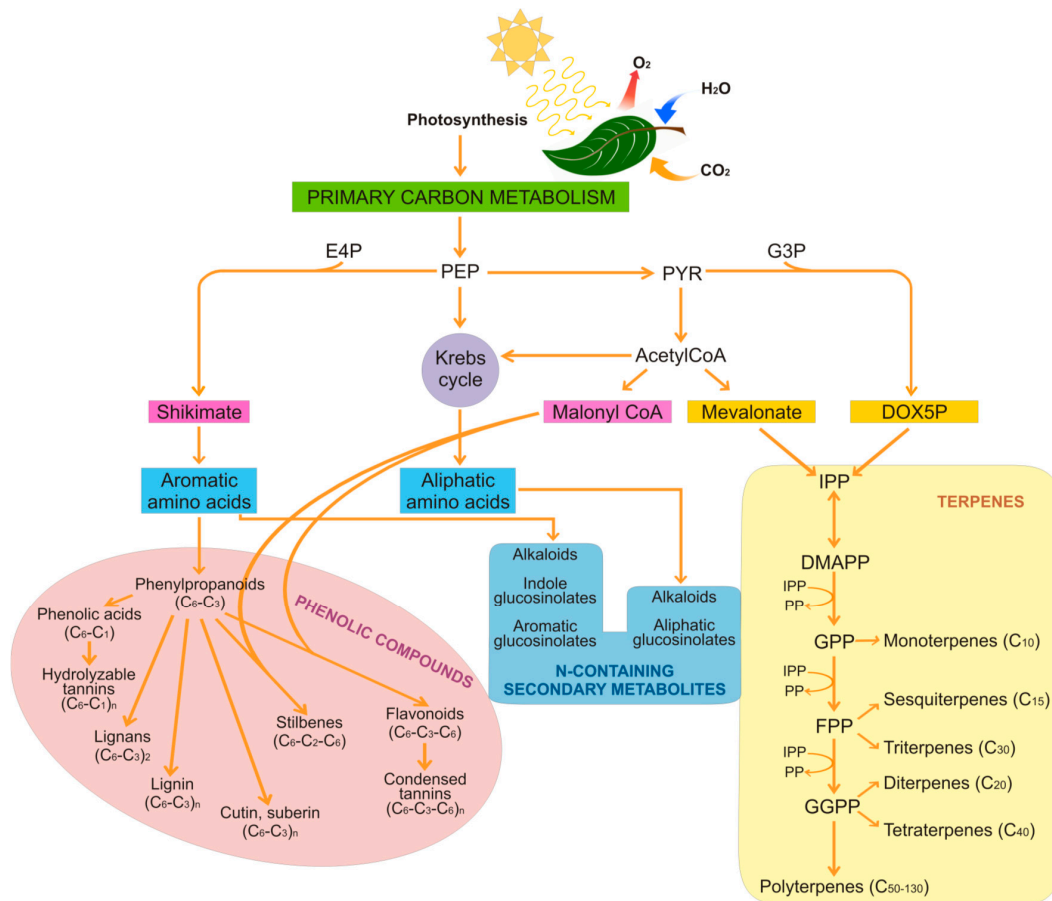 O₂
H₂O
Photosynthesis
CO₂
PRIMARY CARBON METABOLISM
E4P
PEP
PYR
G3P
Krebs
cycle
AcetylCoA
Shikimate
Malonyl CoA
Mevalonate
DOX5P
Aromatic
amino acids
Aliphatic
amino acids
IPP
TERPENES
DMAPP
IPP
PP
GPP
Monoterpenes (C₁₀)
IPP
PP
FPP
Sesquiterpenes (C₁₅)
Triterpenes (C₃₀)
IPP
PP
GGPP
Diterpenes (C₂₀)
Tetraterpenes (C₄₀)
Polyterpenes (C₅₀₋₁₃₀)
Alkaloids
Indole
glucosinolates
Aromatic
glucosinolates
Alkaloids
Aliphatic
glucosinolates
N-CONTAINING
SECONDARY METABOLITES
PHENOLIC COMPOUNDS
Phenylpropanoids
(C₆-C₃)
Phenolic acids
(C₆-C₁)
Hydrolyzable
tannins
(C₆-C₁)n
Lignans
(C₆-C₃)₂
Lignin
(C₆-C₃)n
Cutin, suberin
(C₆-C₃)n
Stilbenes
(C₆-C₂-C₆)
Flavonoids
(C₆-C₃-C₆)
Condensed
tannins
(C₆-C₃-C₆)n